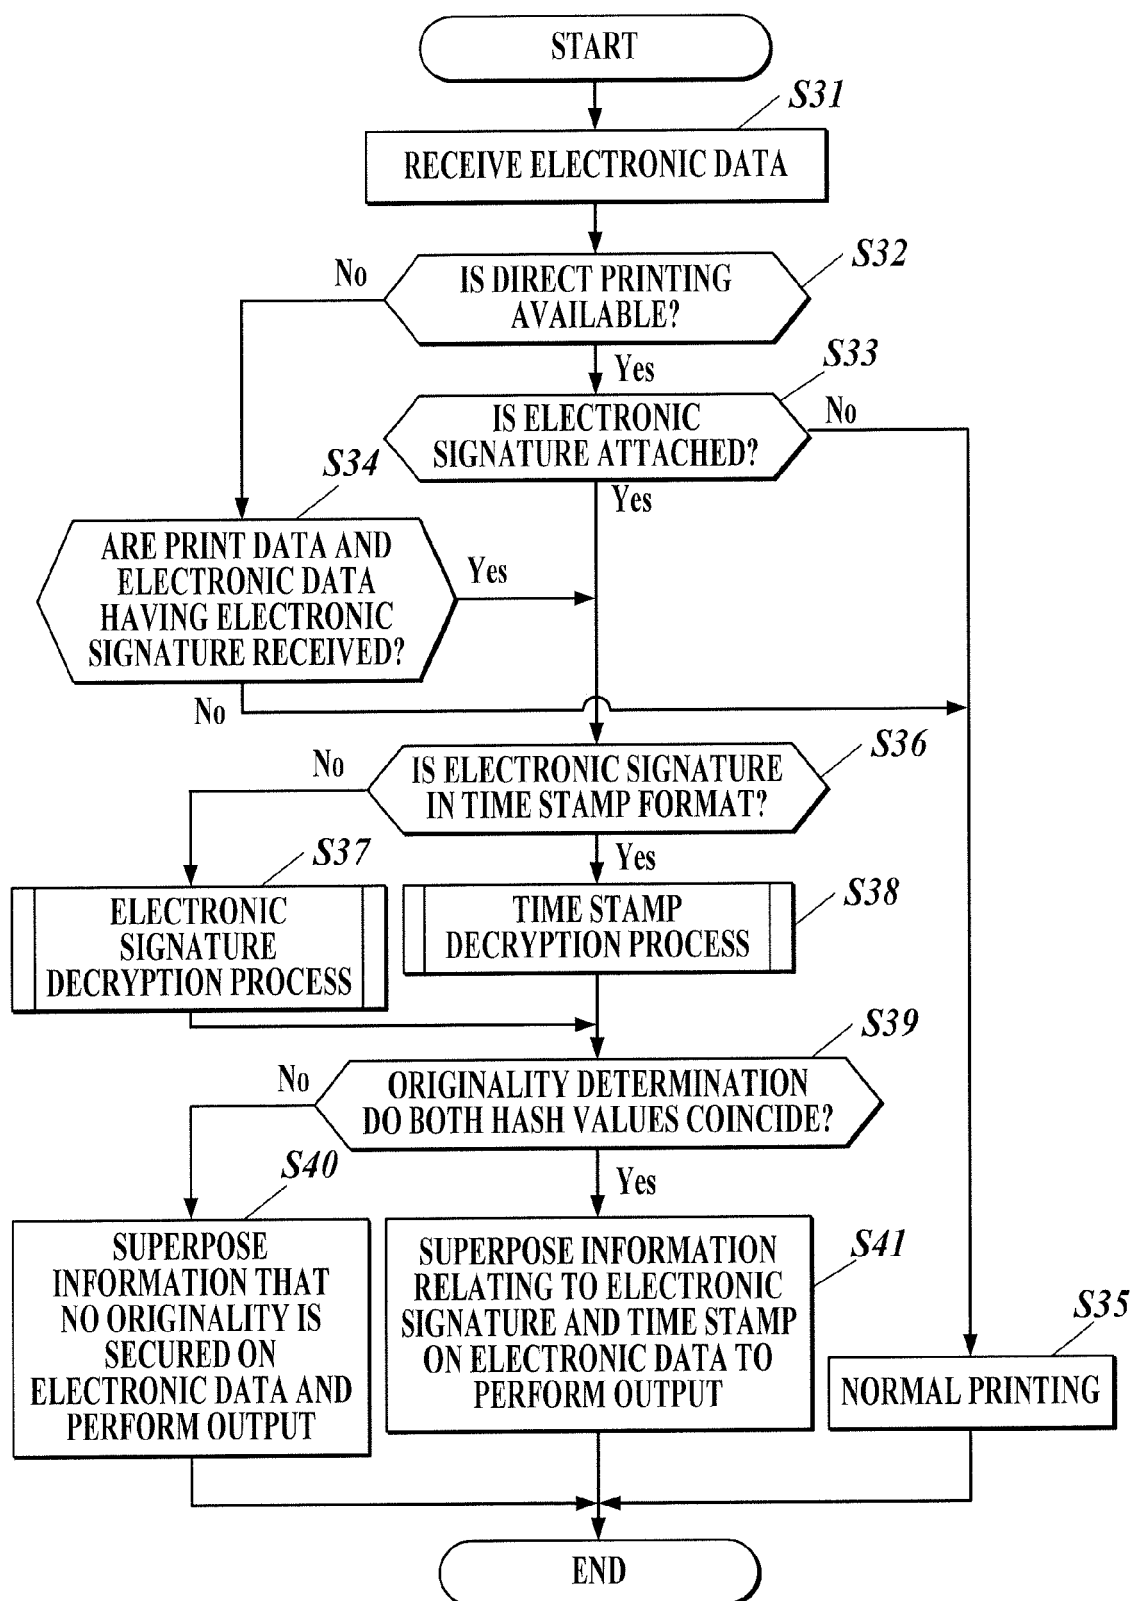 START
S31
RECEIVE ELECTRONIC DATA
S32
No
IS DIRECT PRINTING
AVAILABLE?
Yes
S33
IS ELECTRONIC
SIGNATURE ATTACHED?
No
Yes
S34
ARE PRINT DATA AND
ELECTRONIC DATA
HAVING ELECTRONIC
SIGNATURE RECEIVED?
Yes
No
S36
No
IS ELECTRONIC SIGNATURE
IN TIME STAMP FORMAT?
Yes
S37
ELECTRONIC
SIGNATURE
DECRYPTION PROCESS
S38
TIME STAMP
DECRYPTION PROCESS
S39
No
ORIGINALITY DETERMINATION
DO BOTH HASH VALUES COINCIDE?
Yes
S40
SUPERPOSE
INFORMATION THAT
NO ORIGINALITY IS
SECURED ON
ELECTRONIC DATA AND
PERFORM OUTPUT
S41
SUPERPOSE INFORMATION
RELATING TO ELECTRONIC
SIGNATURE AND TIME STAMP
ON ELECTRONIC DATA TO
PERFORM OUTPUT
S35
NORMAL PRINTING
END